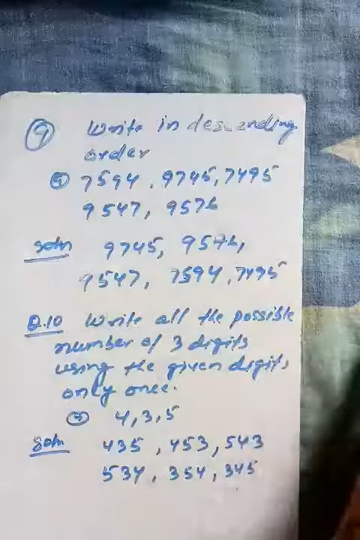 9 Write in descending
order
a 7594, 9745, 7495
9547, 9576
Soln 9745, 9576,
9547, 7594, 7495
Q.10 Write all the possible
number of 3 digits
using the given digits
only once.
a 4,3,5
Soln 435, 453, 543
534, 354, 345